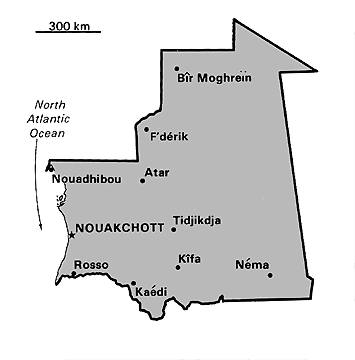 300 km
Bîr Moghreïn
North
Atlantic
Ocean
F'dérik
Nouadhibou
Atar
NOUAKCHOTT
Tidjikdja
Rosso
Kîfa
Néma
Kaédi